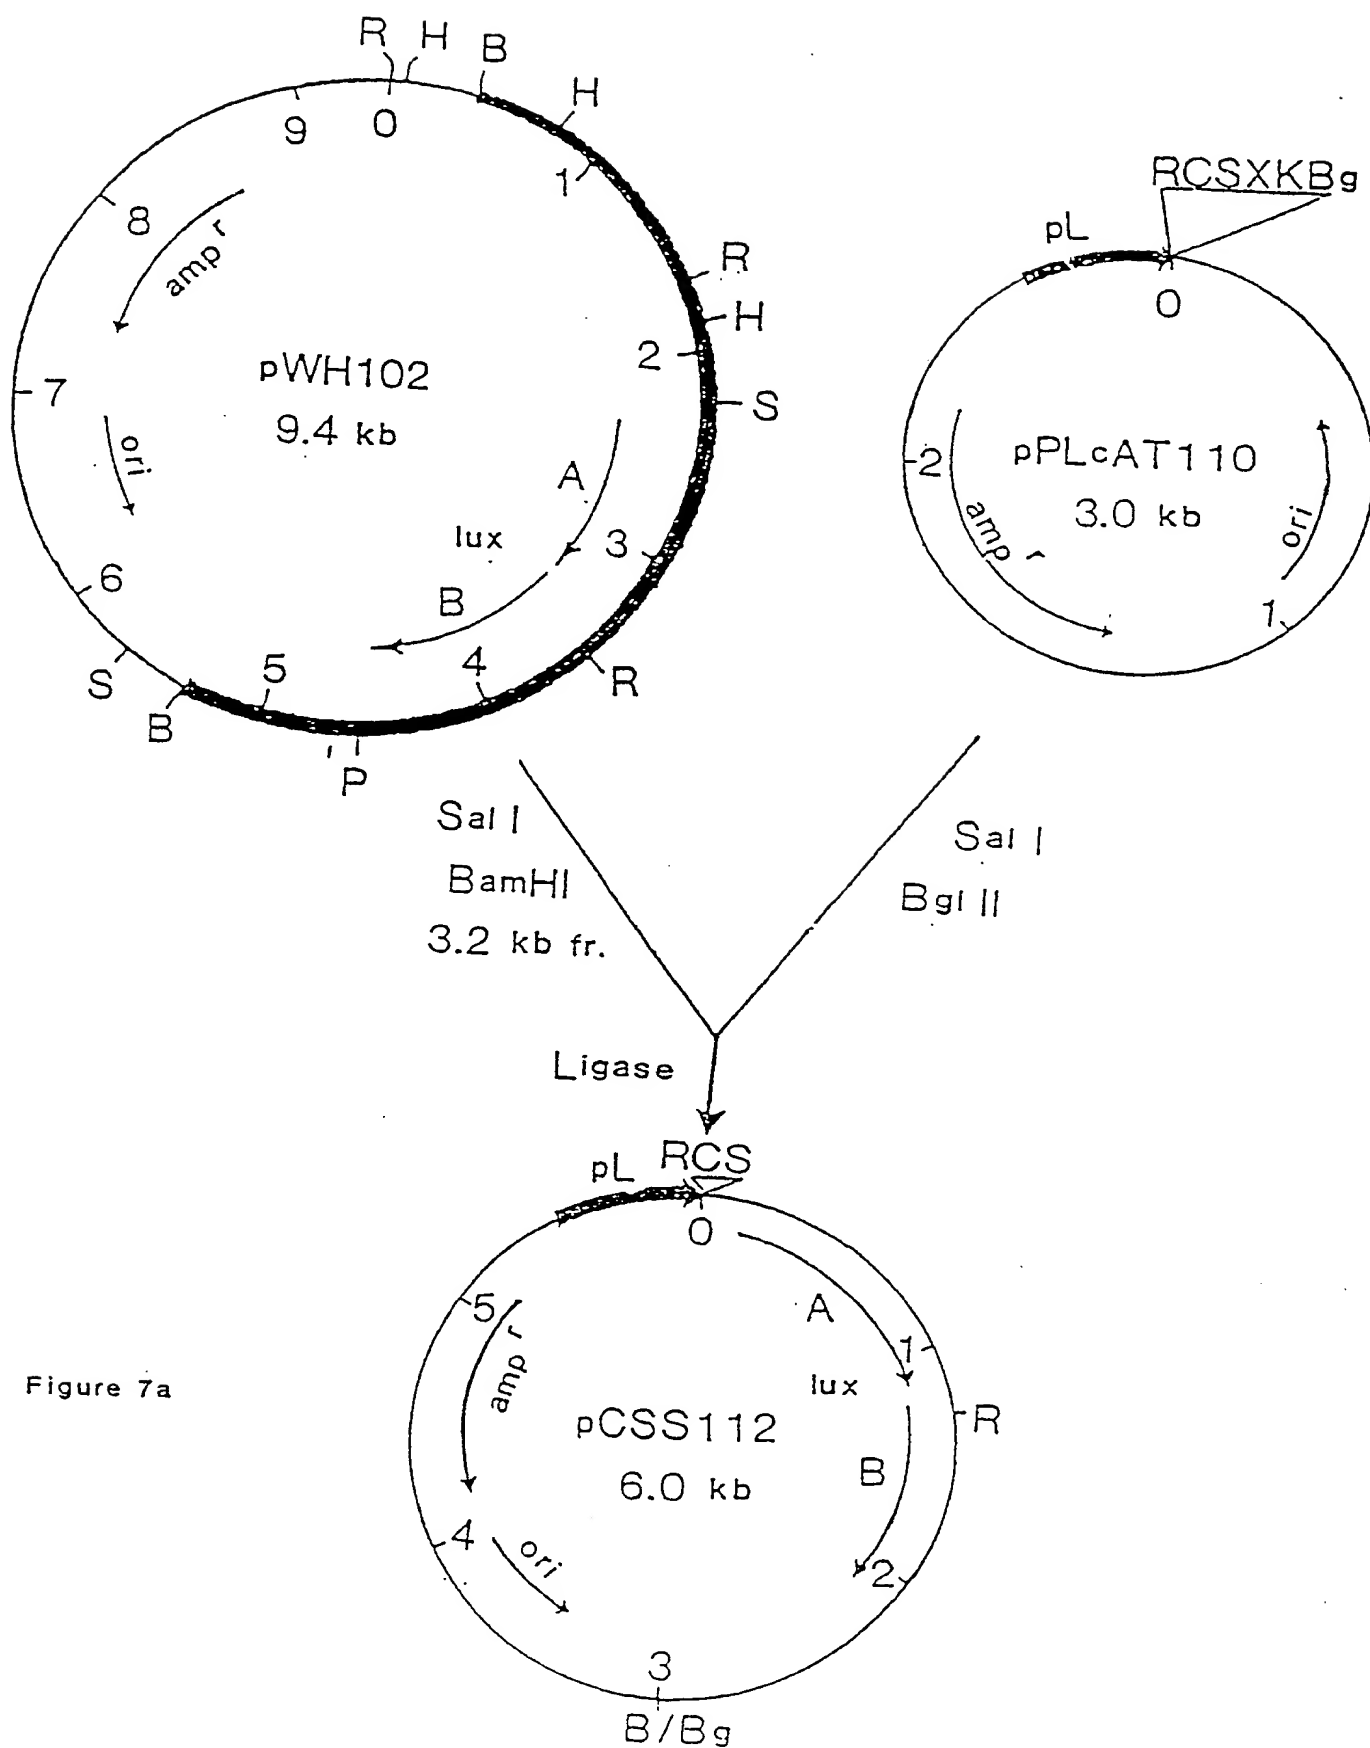 R H B
H
9 0
1
8
amp r
R
H
2
pWH102
9.4 kb
7
S
ori
A
lux
3
B
6
S
5
4
R
B
P
RCSXKBg
pL
0
2
pPLcAT110
3.0 kb
amp r
ori
1
Sal I
BamHI
3.2 kb fr.
Sal I
Bgl II
Ligase
pL RCS
0
5
A
1
amp r
lux
R
pCSS112
6.0 kb
B
4
ori
2
3
B/Bg
Figure 7a